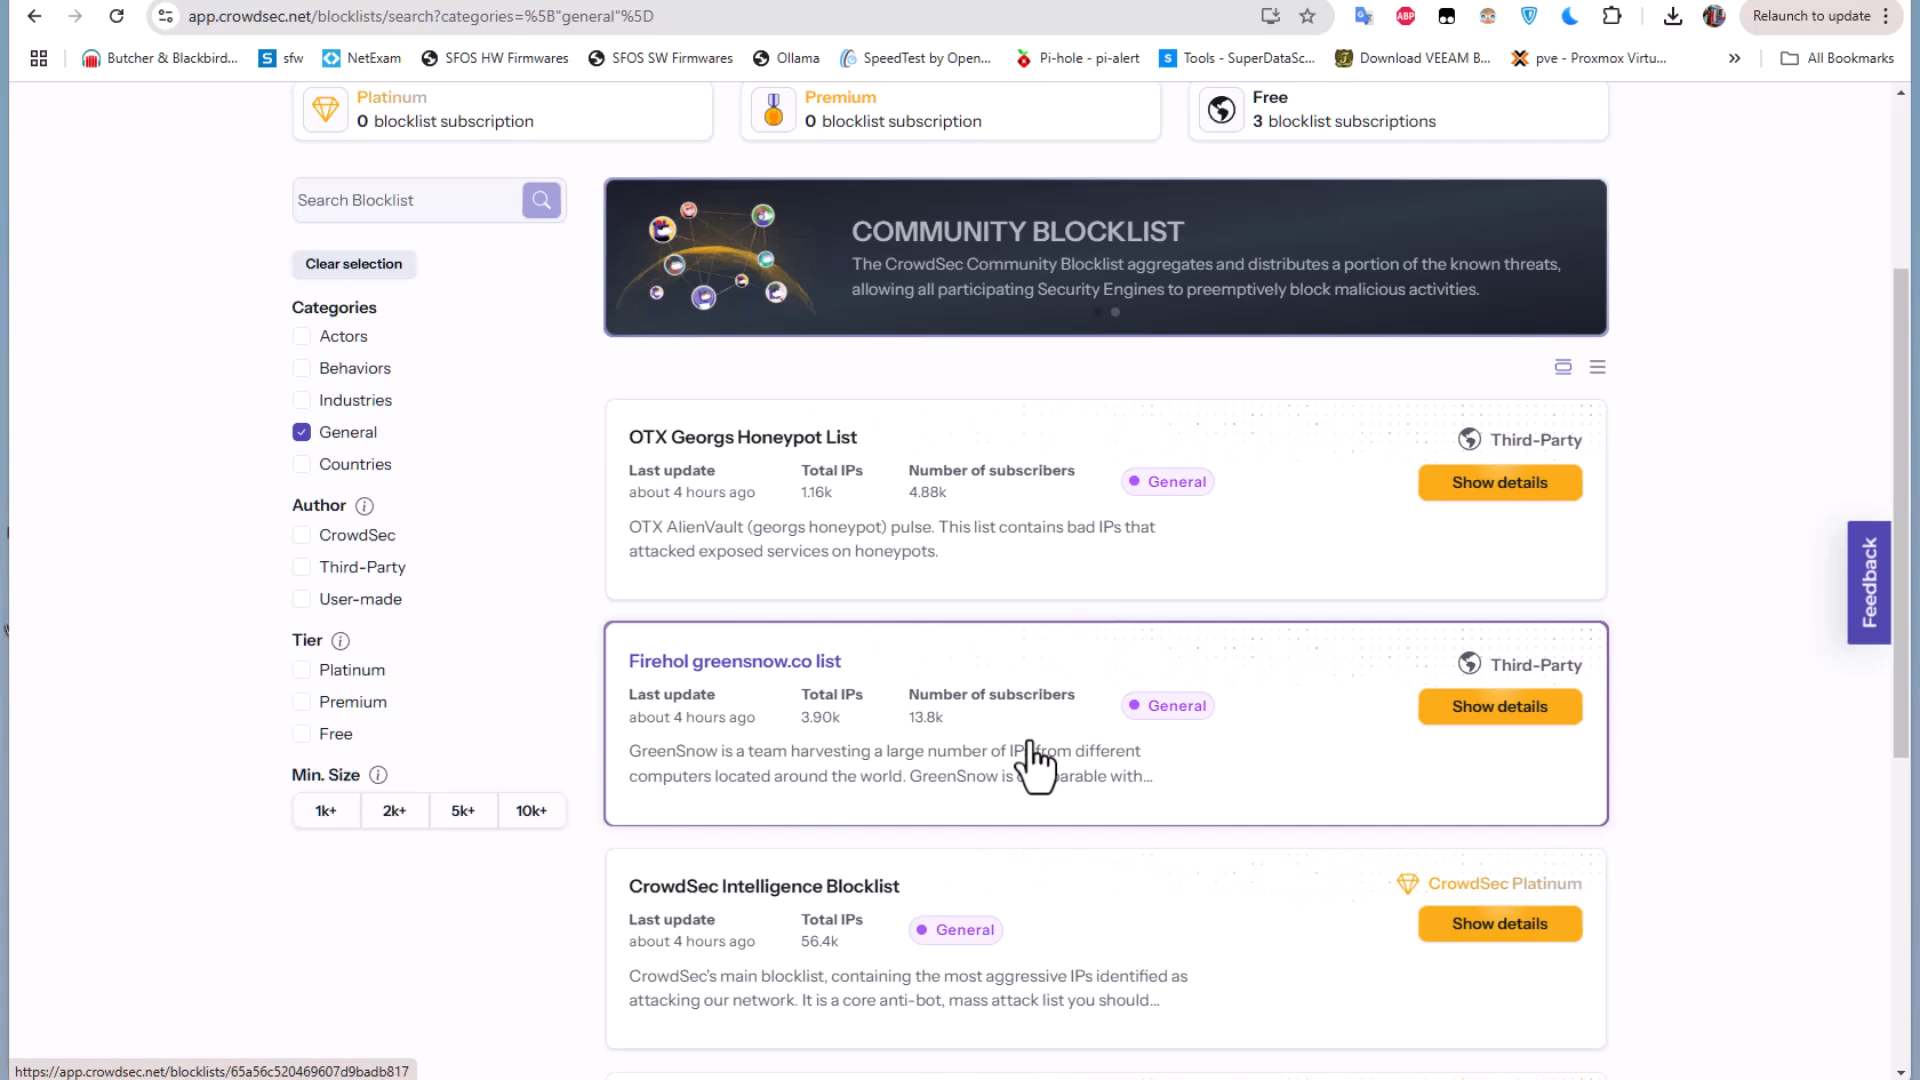 app.crowdsec.net/blocklists/search?categories=%5B"general"%5D
Relaunch to update
Butcher & Blackbird...
sfw
NetExam
SFOS HW Firmwares
SFOS SW Firmwares
Ollama
SpeedTest by Open...
Pi-hole - pi-alert
Tools - SuperDataSc...
Download VEEAM B...
pve - Proxmox Virtu...
All Bookmarks
Platinum
0 blocklist subscription
Premium
0 blocklist subscription
Free
3 blocklist subscriptions
Search Blocklist
Clear selection
Categories
Actors
Behaviors
Industries
General
Countries
Author
CrowdSec
Third-Party
User-made
Tier
Platinum
Premium
Free
Min. Size
1k+ 2k+ 5k+ 10k+
COMMUNITY BLOCKLIST
The CrowdSec Community Blocklist aggregates and distributes a portion of the known threats,
allowing all participating Security Engines to preemptively block malicious activities.
OTX Georgs Honeypot List
Third-Party
Last update Total IPs Number of subscribers
about 4 hours ago 1.16k 4.88k
General
Show details
OTX AlienVault (georgs honeypot) pulse. This list contains bad IPs that
attacked exposed services on honeypots.
Firehol greensnow.co list
Third-Party
Last update Total IPs Number of subscribers
about 4 hours ago 3.90k 13.8k
General
Show details
GreenSnow is a team harvesting a large number of from different
computers located around the world. GreenSnow is with...
CrowdSec Intelligence Blocklist
CrowdSec Platinum
Last update Total IPs
about 4 hours ago 56.4k
General
Show details
CrowdSec's main blocklist, containing the most aggressive IPs identified as
attacking our network. It is a core anti-bot, mass attack list you should...
Feedback
https://app.crowdsec.net/blocklists/65a56c520469607d9badb817